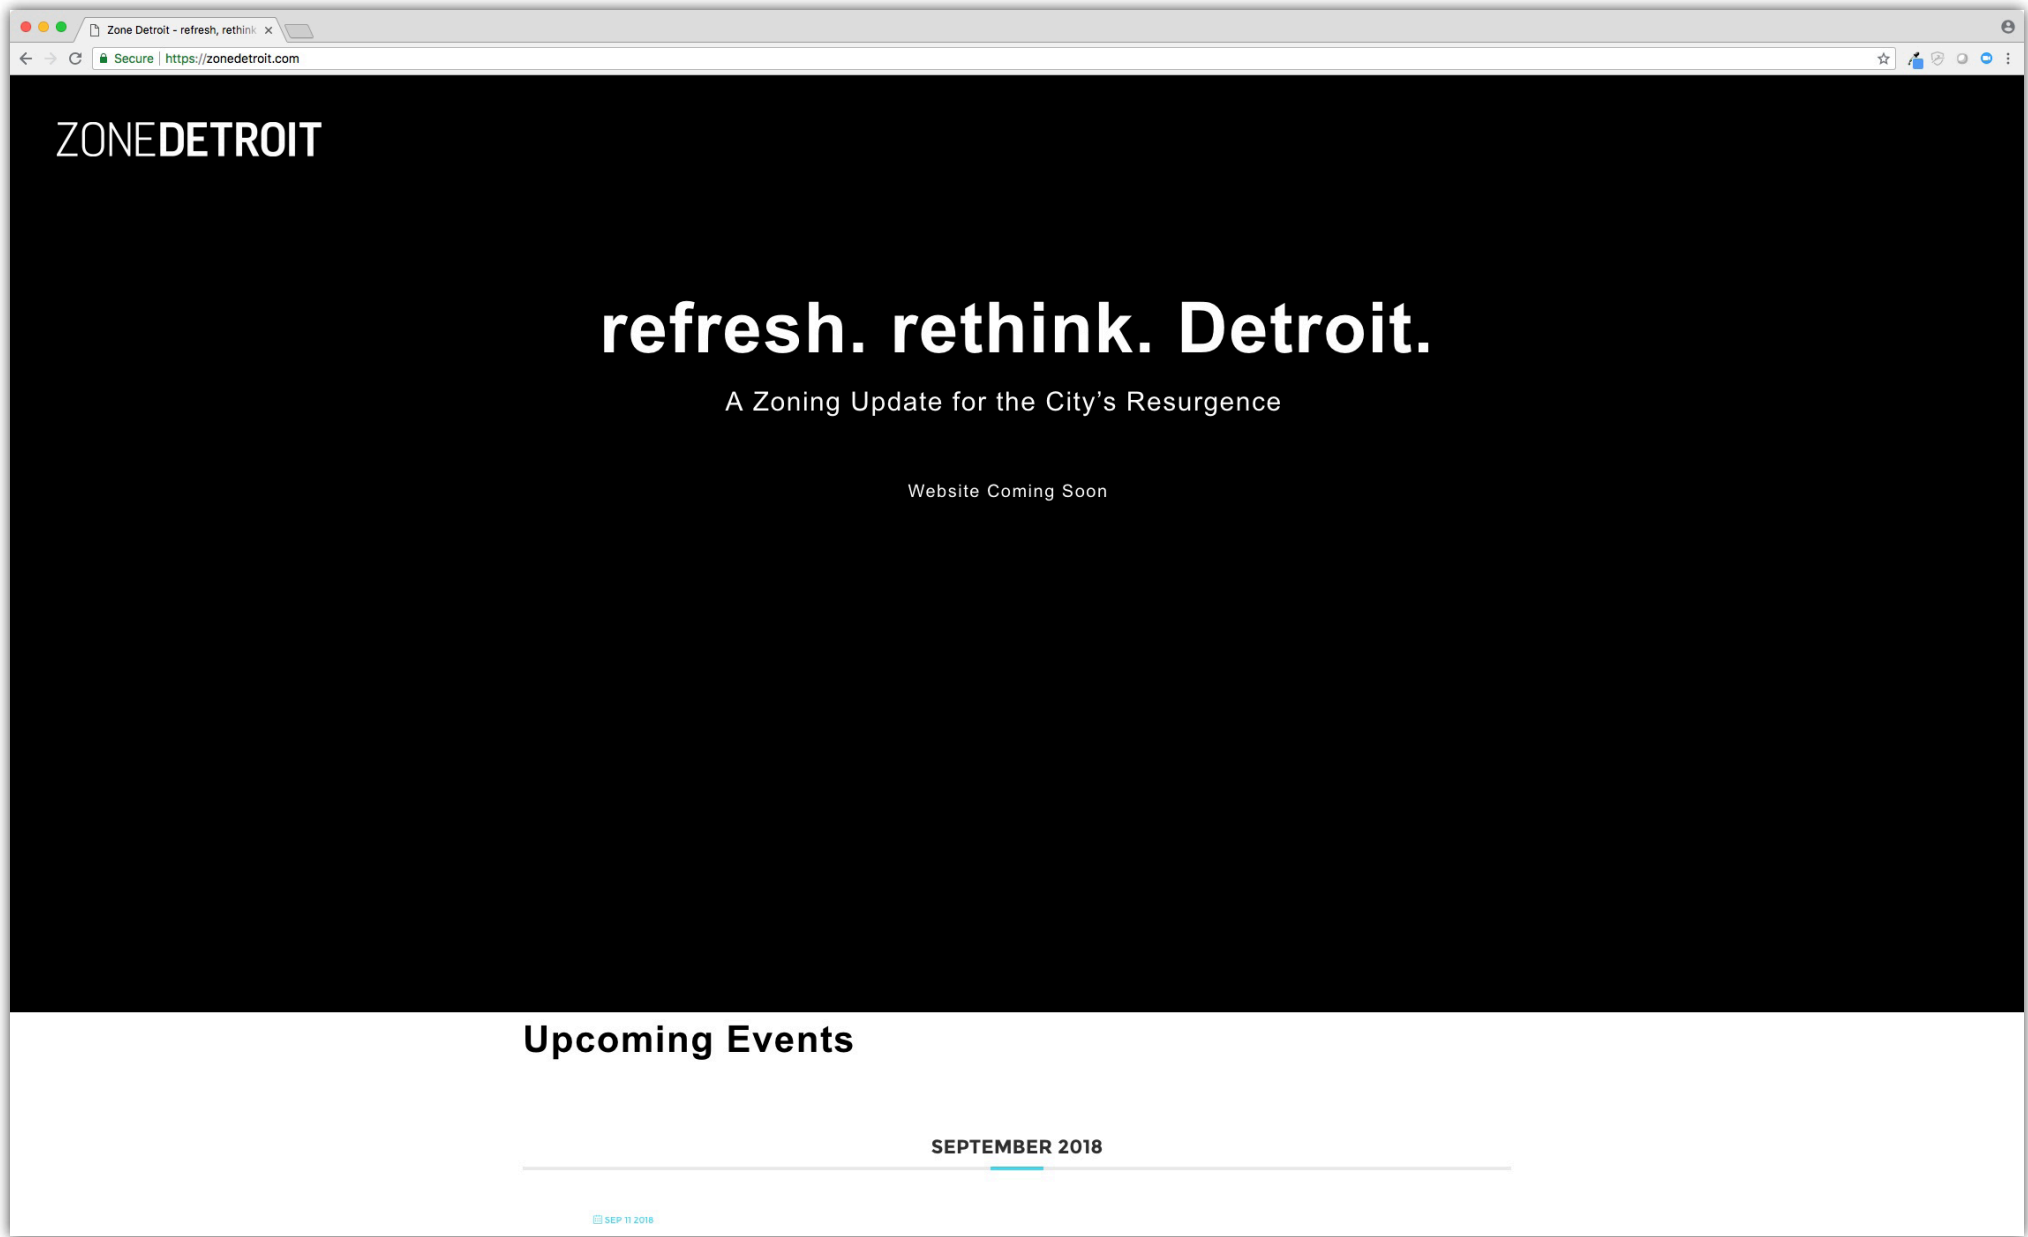 Zone Detroit - refresh, rethink
Secure https://zonedetroit.com
ZONEDETROIT
refresh. rethink. Detroit.
A Zoning Update for the City’s Resurgence
Website Coming Soon
Upcoming Events
SEPTEMBER 2018
SEP 11 2018